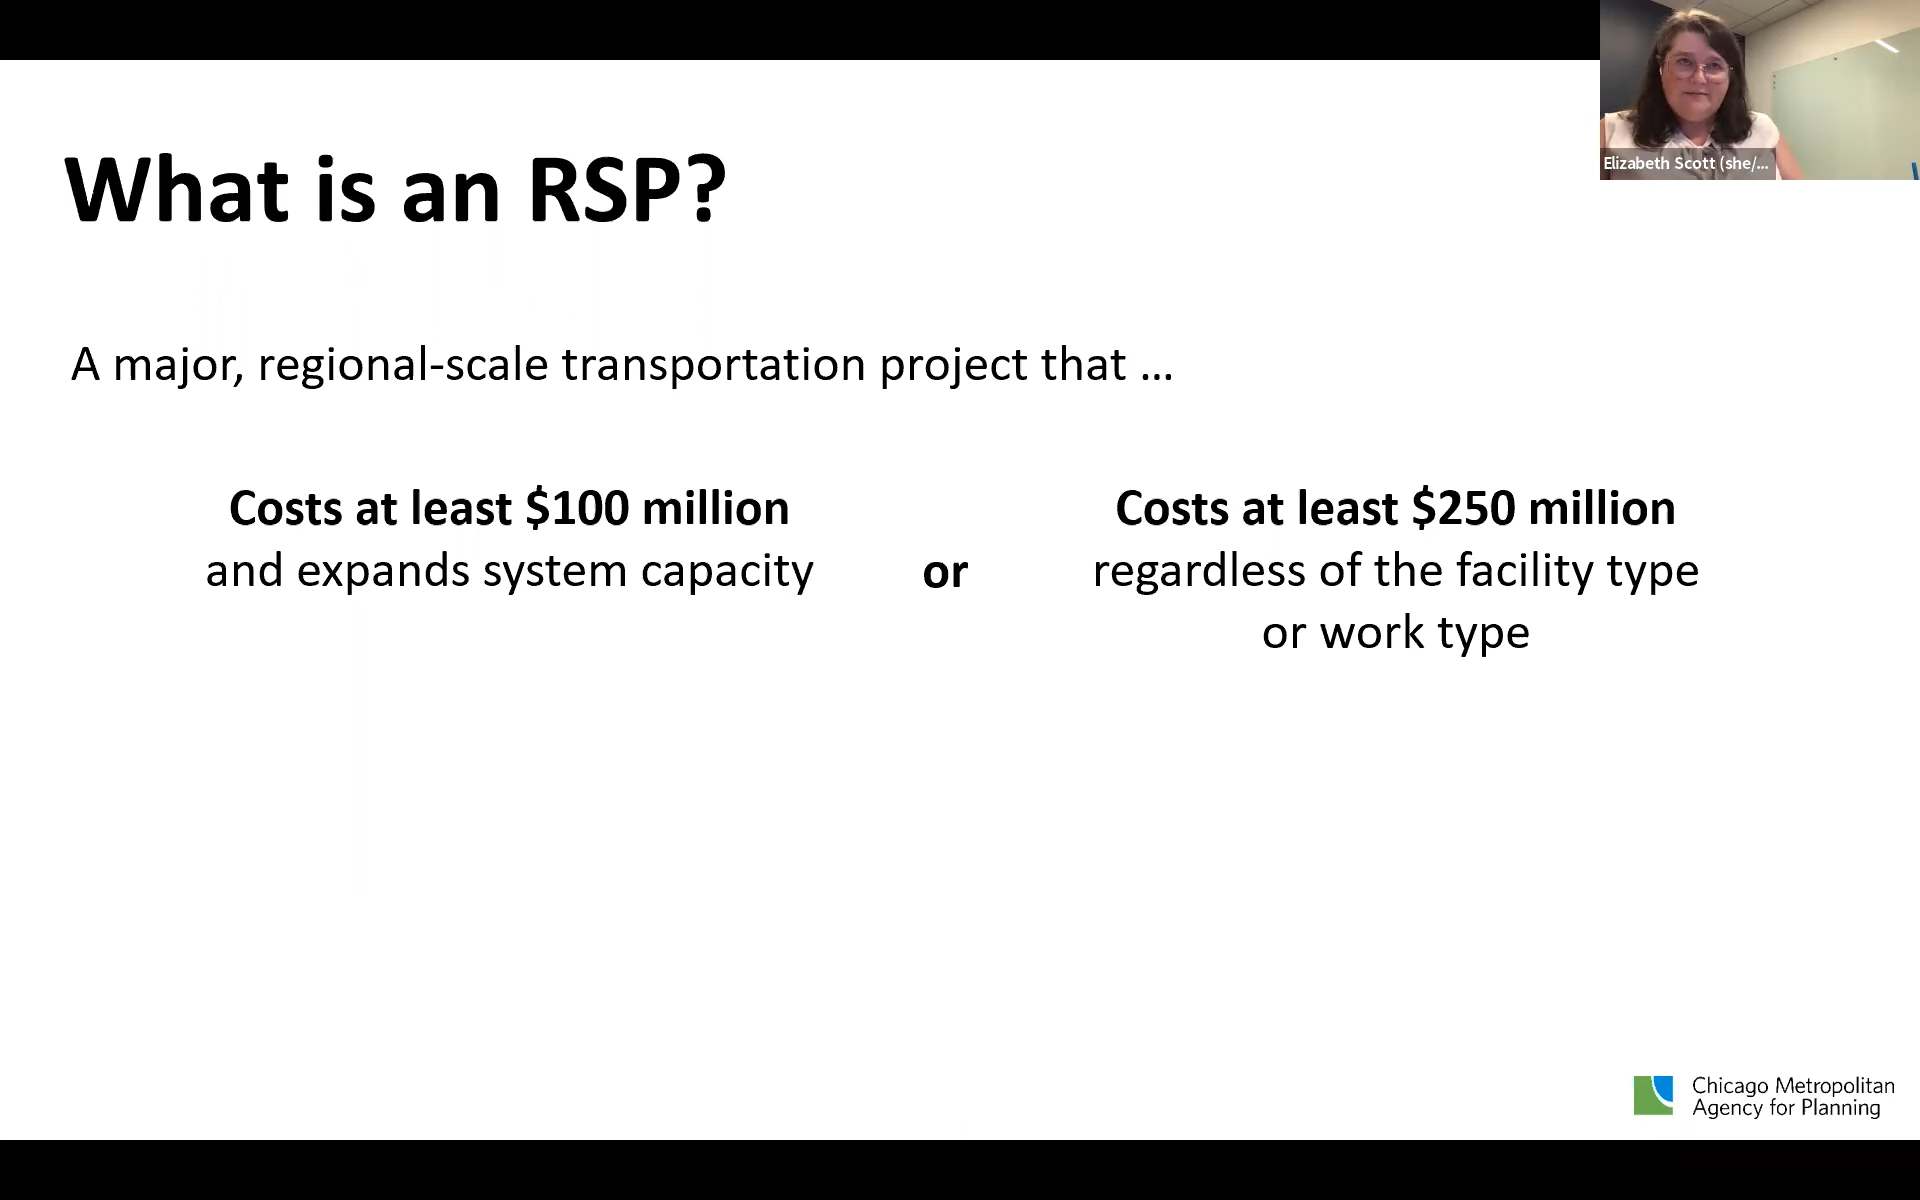 Elizabeth Scott (she/...
What is an RSP?
A major, regional-scale transportation project that ...
Costs at least $100 million
and expands system capacity
or
Costs at least $250 million
regardless of the facility type
or work type
Chicago Metropolitan
Agency for Planning